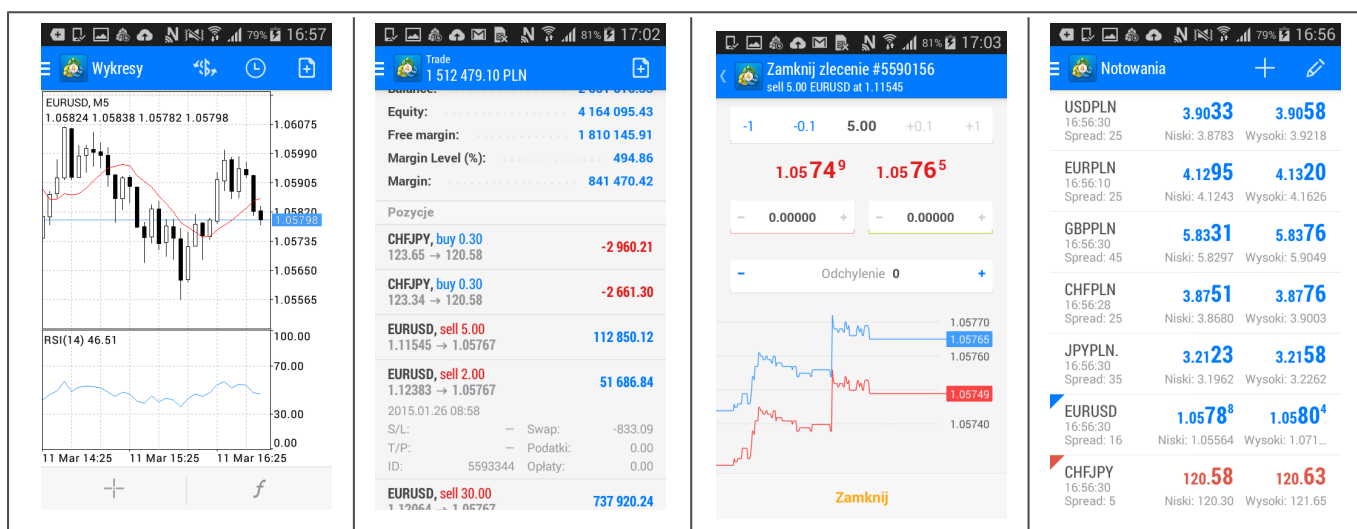 79% 16:57
Wykresy
EURUSD, M5
1.05824 1.05838 1.05782 1.05798
1.06075
1.05990
1.05905
1.05820
1.05798
1.05735
1.05650
1.05565
RSI(14) 46.51
100.00
70.00
30.00
0.00
11 Mar 14:25 11 Mar 15:25 11 Mar 16:25
f
81% 17:02
Trade
1 512 479.10 PLN
Equity: 4 164 095.43
Free margin: 1 810 145.91
Margin Level (%): 494.86
Margin: 841 470.42
Pozycje
CHFJPY, buy 0.30
123.65 → 120.58
-2 960.21
CHFJPY, buy 0.30
123.34 → 120.58
-2 661.30
EURUSD, sell 5.00
1.11545 → 1.05767
112 850.12
EURUSD, sell 2.00
1.12383 → 1.05767
51 686.84
2015.01.26 08:58
S/L: – Swap: -833.09
T/P: – Podatki: 0.00
ID: 5593344 Opłaty: 0.00
EURUSD, sell 30.00
1.12064 → 1.05767
737 920.24
81% 17:03
Zamknij zlecenie #5590156
sell 5.00 EURUSD at 1.11545
-1 -0.1 5.00 +0.1 +1
1.05749 1.05765
– 0.00000 + – 0.00000 +
– Odchylenie 0 +
1.05770
1.05765
1.05760
1.05749
1.05740
Zamknij
79% 16:56
Notowania
USDPLN
16:56:30
Spread: 25
3.9033 3.9058
Niski: 3.8783 Wysoki: 3.9218
EURPLN
16:56:10
Spread: 25
4.1295 4.1320
Niski: 4.1243 Wysoki: 4.1626
GBPPLN
16:56:30
Spread: 45
5.8331 5.8376
Niski: 5.8297 Wysoki: 5.9049
CHFPLN
16:56:28
Spread: 25
3.8751 3.8776
Niski: 3.8680 Wysoki: 3.9003
JPYPLN.
16:56:30
Spread: 35
3.2123 3.2158
Niski: 3.1962 Wysoki: 3.2262
EURUSD
16:56:30
Spread: 16
1.05788 1.05804
Niski: 1.05564 Wysoki: 1.071...
CHFJPY
16:56:30
Spread: 5
120.58 120.63
Niski: 120.30 Wysoki: 121.65